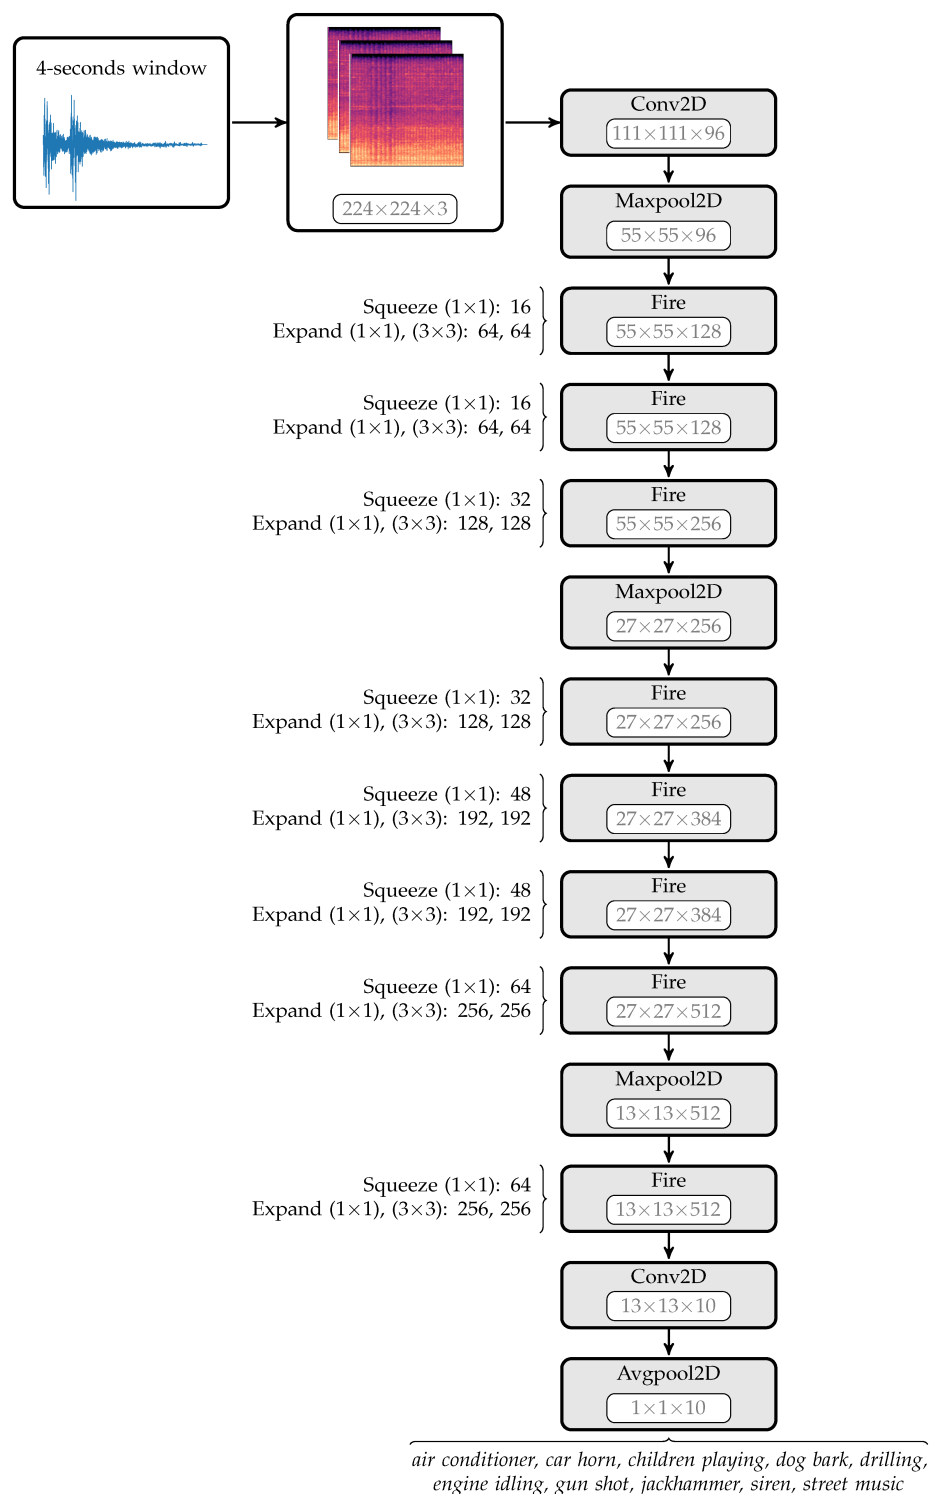 4-seconds window
224×224×3
Conv2D
111×111×96
Maxpool2D
55×55×96
Squeeze (1×1): 16
Expand (1×1), (3×3): 64, 64
Fire
55×55×128
Squeeze (1×1): 16
Expand (1×1), (3×3): 64, 64
Fire
55×55×128
Squeeze (1×1): 32
Expand (1×1), (3×3): 128, 128
Fire
55×55×256
Maxpool2D
27×27×256
Squeeze (1×1): 32
Expand (1×1), (3×3): 128, 128
Fire
27×27×256
Squeeze (1×1): 48
Expand (1×1), (3×3): 192, 192
Fire
27×27×384
Squeeze (1×1): 48
Expand (1×1), (3×3): 192, 192
Fire
27×27×384
Squeeze (1×1): 64
Expand (1×1), (3×3): 256, 256
Fire
27×27×512
Maxpool2D
13×13×512
Squeeze (1×1): 64
Expand (1×1), (3×3): 256, 256
Fire
13×13×512
Conv2D
13×13×10
Avgpool2D
1×1×10
air conditioner, car horn, children playing, dog bark, drilling,
engine idling, gun shot, jackhammer, siren, street music